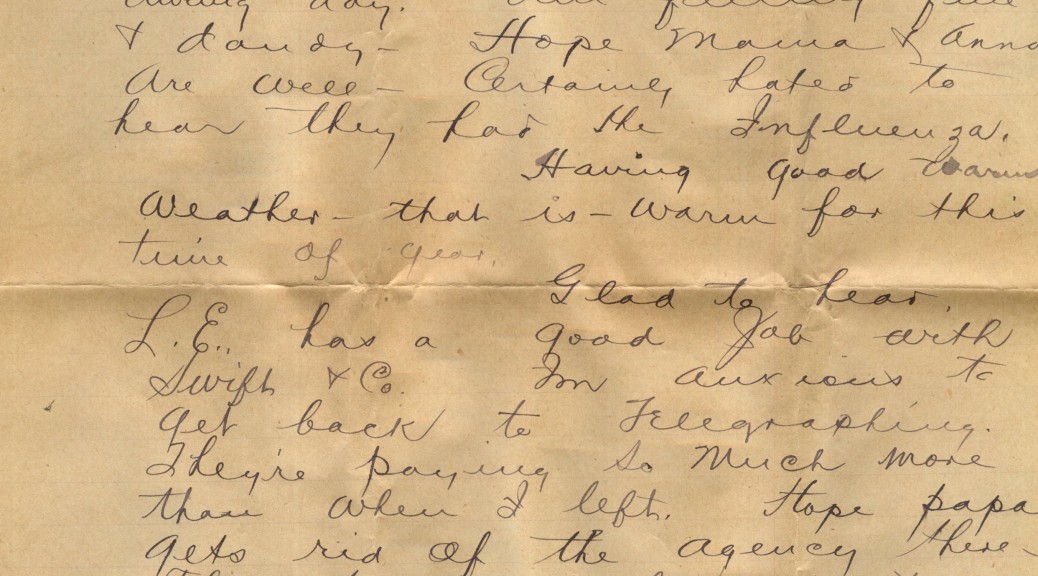 day. feeling fine
& dandy - Hope Mama & Anna
are well - Certainly hated to
hear they had the Influenza.
Having good warm
Weather - that is - warm for this
time of year.
Glad to hear.
L.E., has a good Job with
Swift & Co. Im anxious to
get back to Telegraphing.
They're paying so much more
than when I left. Hope papa
gets rid of the agency there-